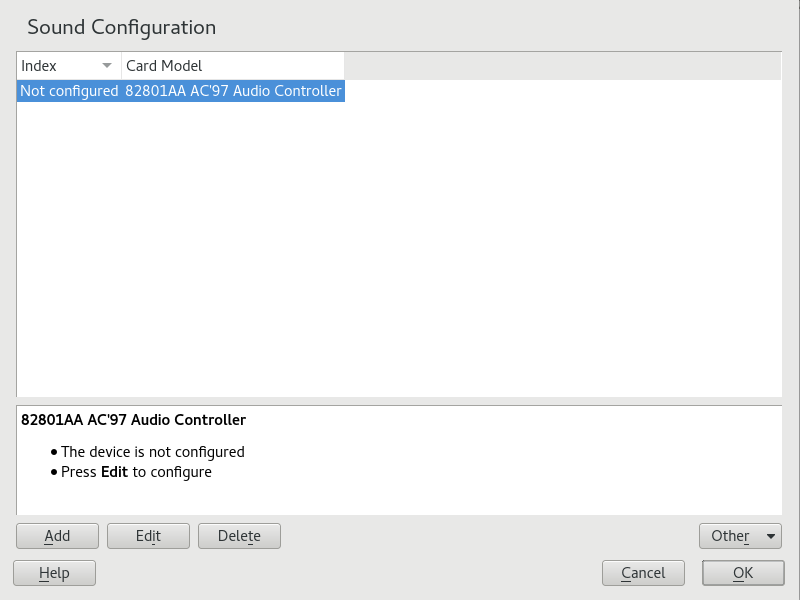 Sound Configuration
Index Card Model
Not configured 82801AA AC'97 Audio Controller
82801AA AC'97 Audio Controller
• The device is not configured
• Press Edit to configure
Add Edit Delete Other
Help Cancel OK